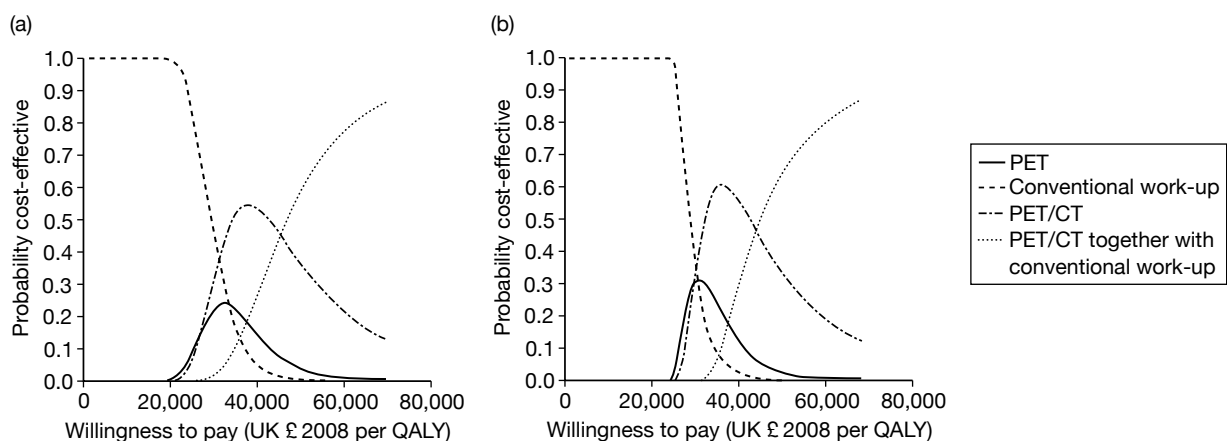 (a)
1.0
0.9
0.8
0.7
0.6
0.5
0.4
0.3
0.2
0.1
0.0
Probability cost-effective
0
20,000
40,000
60,000
80,000
Willingness to pay (UK £ 2008 per QALY)
(b)
1.0
0.9
0.8
0.7
0.6
0.5
0.4
0.3
0.2
0.1
0.0
Probability cost-effective
0
20,000
40,000
60,000
80,000
Willingness to pay (UK £ 2008 per QALY)
PET
Conventional work-up
PET/CT
PET/CT together with
conventional work-up